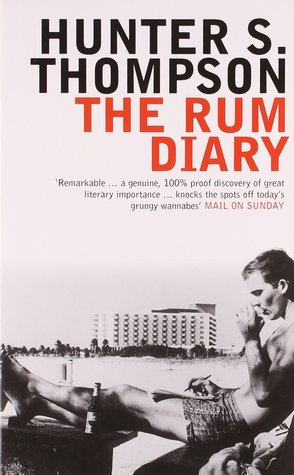 HUNTER S.
THOMPSON
THE RUM
DIARY
‘Remarkable ... a genuine, 100% proof discovery of great
literary importance ... knocks the spots off today’s
grungy wannabes’ MAIL ON SUNDAY